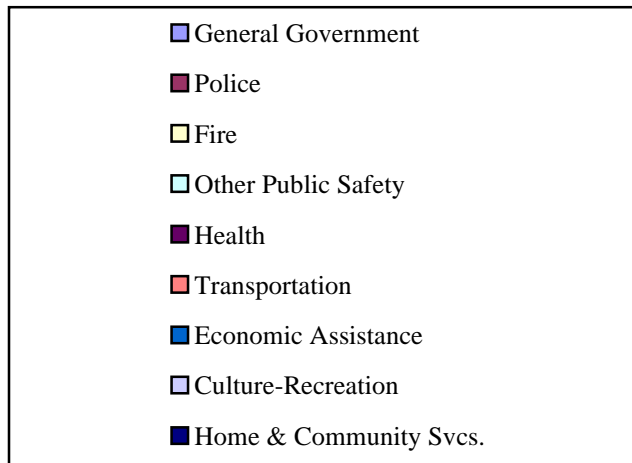 General Government
Police
Fire
Other Public Safety
Health
Transportation
Economic Assistance
Culture-Recreation
Home & Community Svcs.